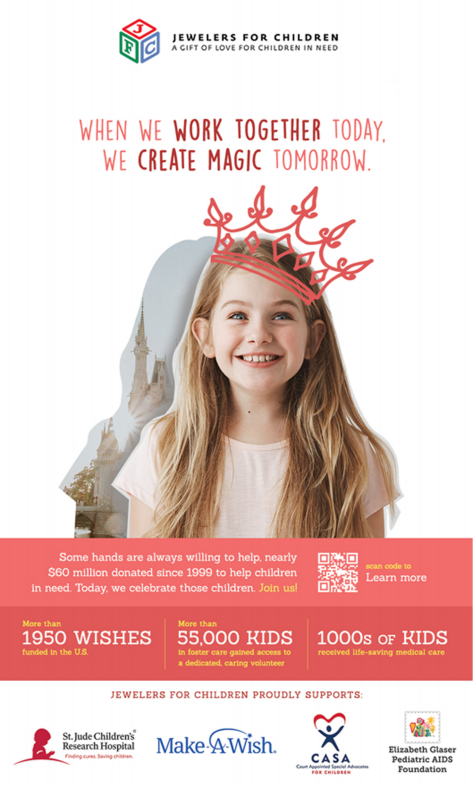 J
F C
JEWELERS FOR CHILDREN
A GIFT OF LOVE FOR CHILDREN IN NEED
WHEN WE WORK TOGETHER TODAY,
WE CREATE MAGIC TOMORROW.
Some hands are always willing to help, nearly
$60 million donated since 1999 to help children
in need. Today, we celebrate those children. Join us!
scan code to
Learn more
More than
1950 WISHES
funded in the U.S.
More than
55,000 KIDS
in foster care gained access to
a dedicated, caring volunteer
1000s OF KIDS
received life-saving medical care
JEWELERS FOR CHILDREN PROUDLY SUPPORTS:
St. Jude Children's®
Research Hospital
Finding cures. Saving children.
Make-A-Wish.
CASA
Court Appointed Special Advocates
FOR CHILDREN
Elizabeth Glaser
Pediatric AIDS
Foundation